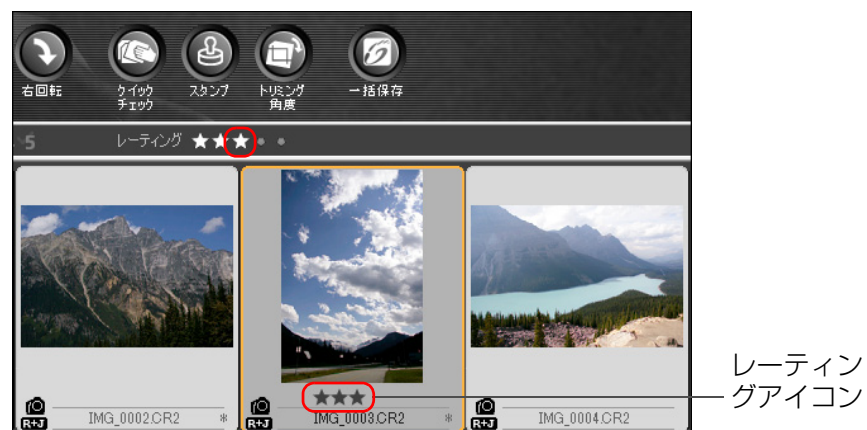 右回転
クイック
チェック
スタンプ
トリミング
角度
一括保存
5
レーティング ★★★
★★★
R+J
IMG_0002.CR2 *
R+J
IMG_0003.CR2 *
R+J
IMG_0004.CR2
レーティン
グアイコン